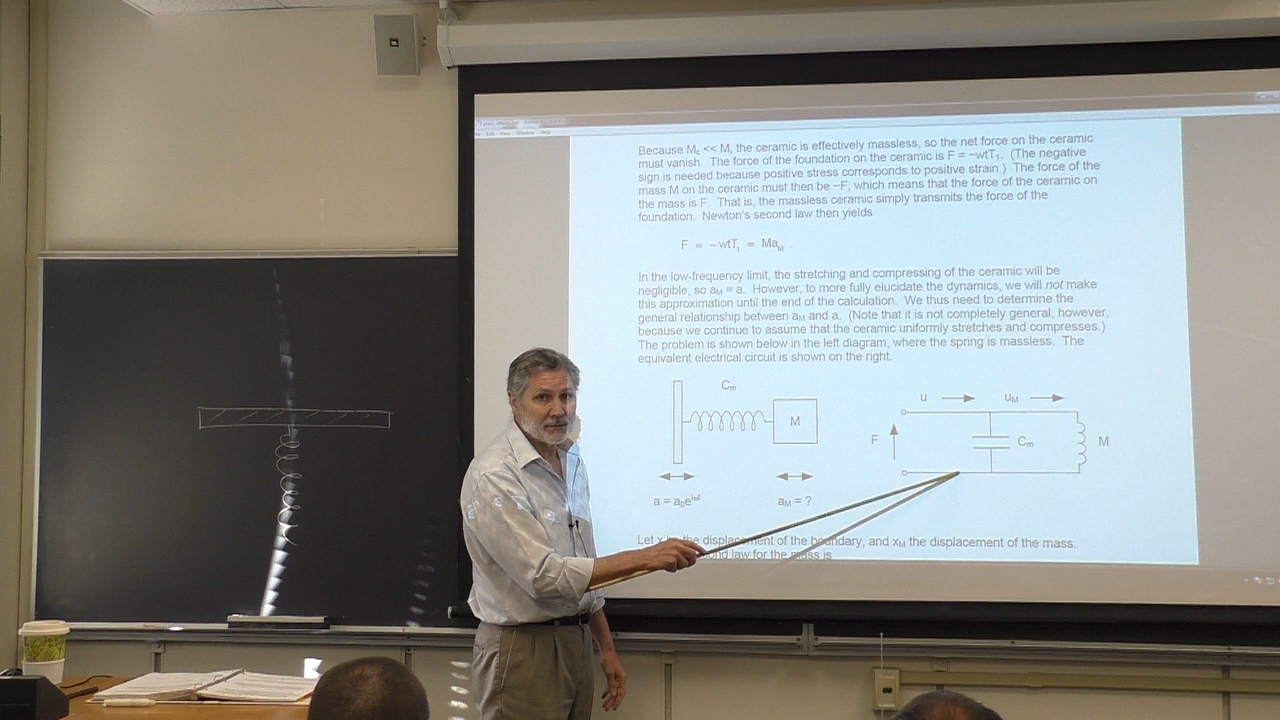 Edit View Window Help
Because Mc << M, the ceramic is effectively massless, so the net force on the ceramic
must vanish. The force of the foundation on the ceramic is F = −wtT₁. (The negative
sign is needed because positive stress corresponds to positive strain.) The force of the
mass M on the ceramic must then be −F, which means that the force of the ceramic on
the mass is F. That is, the massless ceramic simply transmits the force of the
foundation. Newton's second law then yields
F = −wtT₁ = MaM .
In the low-frequency limit, the stretching and compressing of the ceramic will be
negligible, so aM = a. However, to more fully elucidate the dynamics, we will not make
this approximation until the end of the calculation. We thus need to determine the
general relationship between aM and a. (Note that it is not completely general, however,
because we continue to assume that the ceramic uniformly stretches and compresses.)
The problem is shown below in the left diagram, where the spring is massless. The
equivalent electrical circuit is shown on the right.
Cm
M
a = a₀e^iωt
aM = ?
u
uM
F
Cm
M
Let x the displacement of the boundary, and xM the displacement of the mass.
law for the mass is